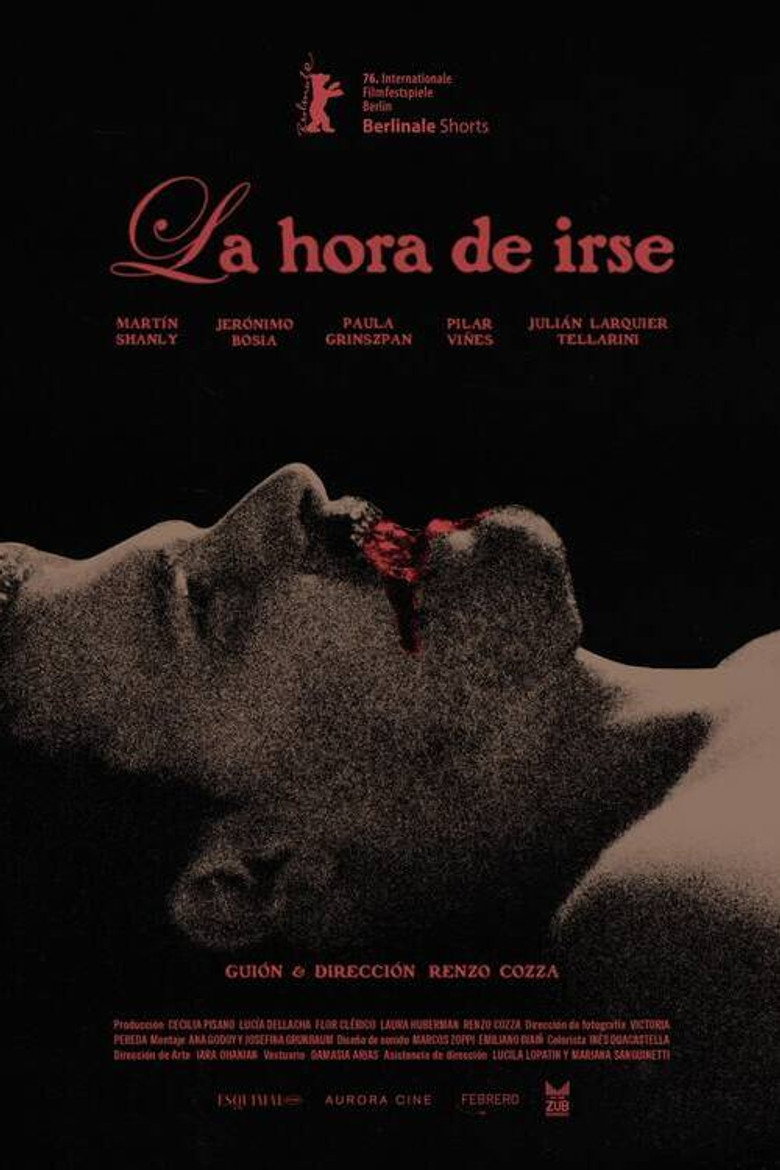 76. Internationale
Filmfestspiele
Berlin
Berlinale Shorts
La hora de irse
MARTÍN SHANLY
JERÓNIMO BOSIA
PAULA GRINSZPAN
PILAR VIÑES
JULIÁN LARQUIER TELLARINI
GUIÓN & DIRECCIÓN RENZO COZZA
Producción CECILIA PISANO LUCÍA DELLACHA FLOR CLÉRICO LAURA HUBERMAN RENZO COZZA Dirección de fotografía VICTORIA
PEREDA Montaje ANA GODOY Y JOSEFINA Diseño de sonido MARCOS ZOPPI EMILIANO Colorista INÉS DUACASTELLA
Dirección de Arte IARA OHANIAN Vestuario DAMASIA ARIAS Asistencia de dirección LUCILA LOPATIN Y MARIANA SANGUINETTI
ESQUIMAL
AURORA CINE
FEBRERO
ZUB